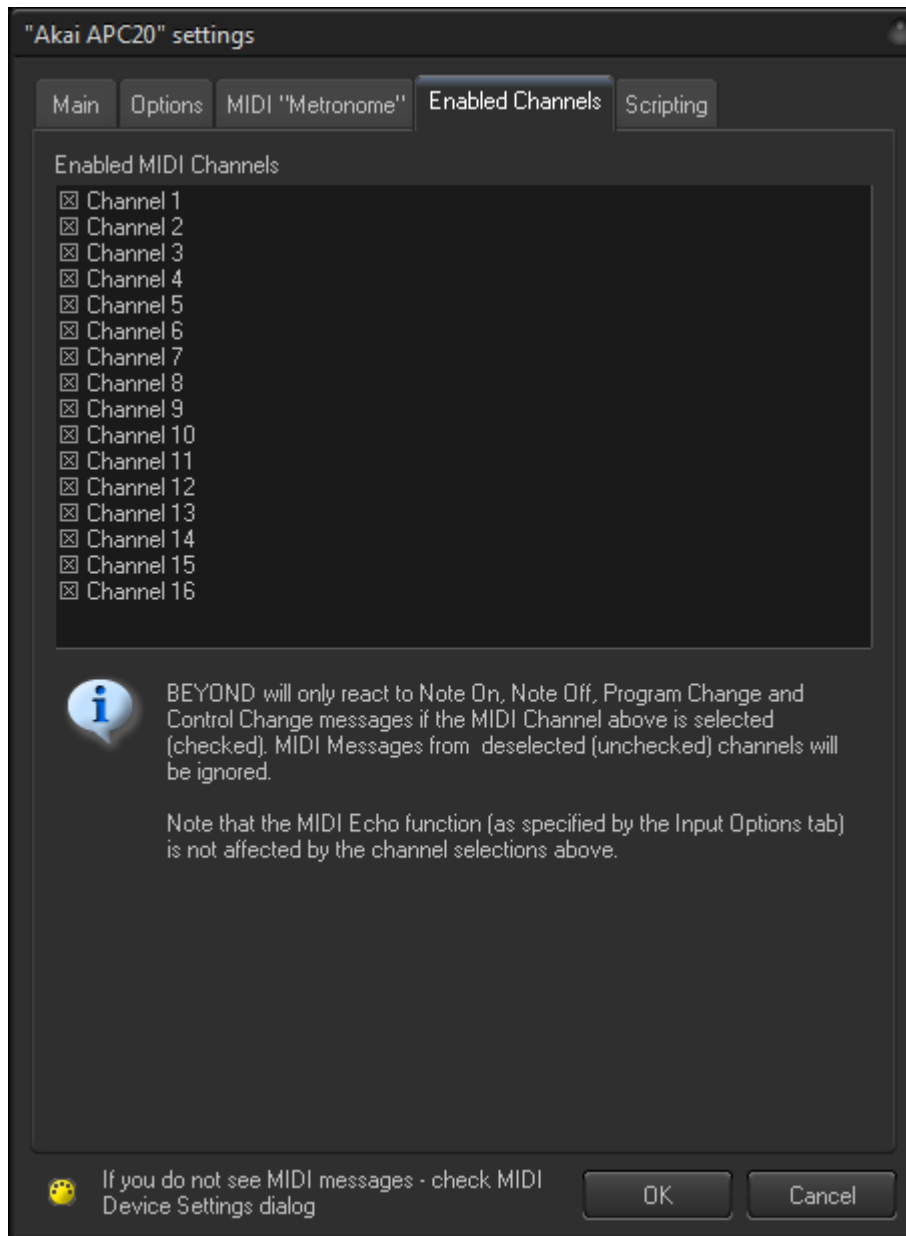 "Akai APC20" settings
Main Options MIDI "Metronome" Enabled Channels Scripting
Enabled MIDI Channels
Channel 1
Channel 2
Channel 3
Channel 4
Channel 5
Channel 6
Channel 7
Channel 8
Channel 9
Channel 10
Channel 11
Channel 12
Channel 13
Channel 14
Channel 15
Channel 16
BEYOND will only react to Note On, Note Off, Program Change and
Control Change messages if the MIDI Channel above is selected
(checked). MIDI Messages from  deselected (unchecked) channels will
be ignored.
Note that the MIDI Echo function (as specified by the Input Options tab)
is not affected by the channel selections above.
If you do not see MIDI messages - check MIDI
Device Settings dialog
OK Cancel